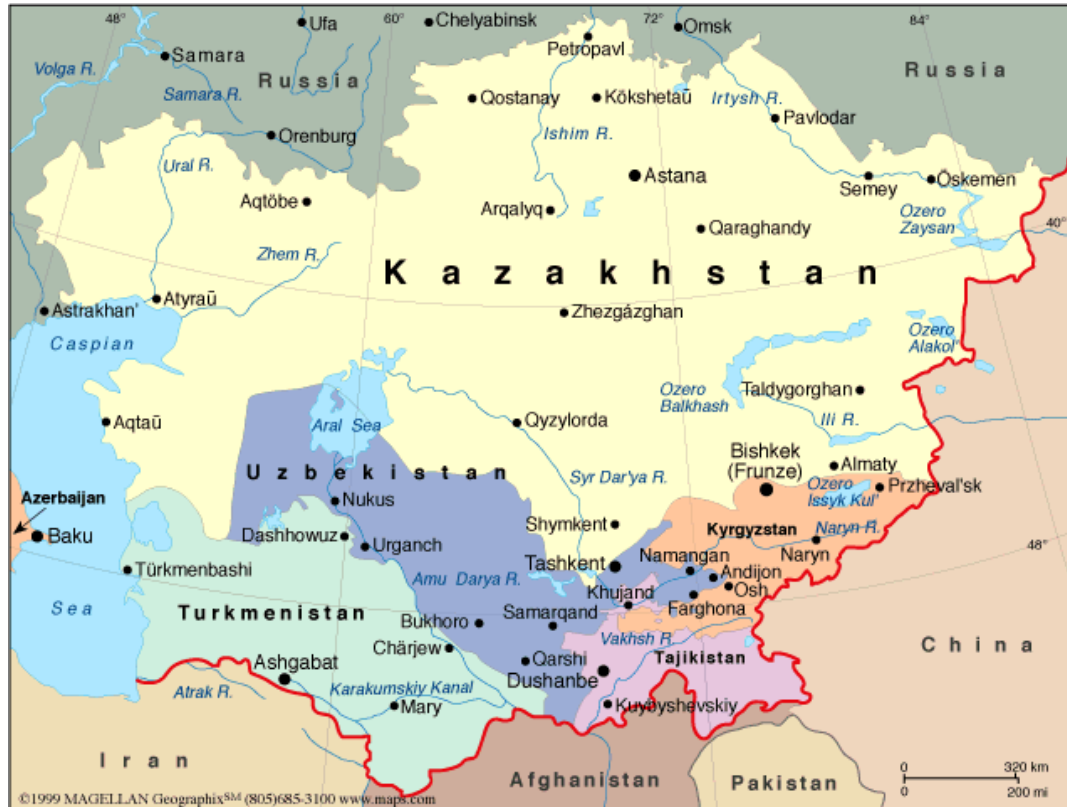 48°
60°
72°
84°
Ufa
Chelyabinsk
Omsk
Petropavl
Samara
Volga R.
Russia
Russia
Samara R.
Qostanay
Kökshetaū
Irtysh R.
Pavlodar
Orenburg
Ishim R.
Ural R.
Astana
Semey
Öskemen
Aqtöbe
Arqalyq
Ozero
Zaysan
40°
Qaraghandy
Zhem R.
Kazakhstan
Atyraū
Astrakhan'
Zhezgázghan
Caspian
Ozero
Alakol'
Ozero
Balkhash
Taldygorghan
Aqtaū
Aral Sea
Qyzylorda
Ili R.
Bishkek
(Frunze)
Almaty
Uzbekistan
Syr Dar'ya R.
Ozero
Issyk Kul'
Przheval'sk
Azerbaijan
Nukus
Baku
Shymkent
Kyrgyzstan
Naryn R.
Dashhowuz
Urganch
Namangan
Naryn
48°
Tashkent
Andijon
Türkmenbashi
Amu Darya R.
Khujand
Osh
Farghona
Sea
Turkmenistan
Samarqand
Bukhoro
Vakhsh R.
China
Chärjew
Qarshi
Tajikistan
Ashgabat
Dushanbe
Atrak R.
Karakumskiy Kanal
Mary
Kuybyshevskiy
Iran
Afghanistan
Pakistan
0
320 km
0
200 mi
©1999 MAGELLAN Geographix℠ (805)685-3100 www.maps.com